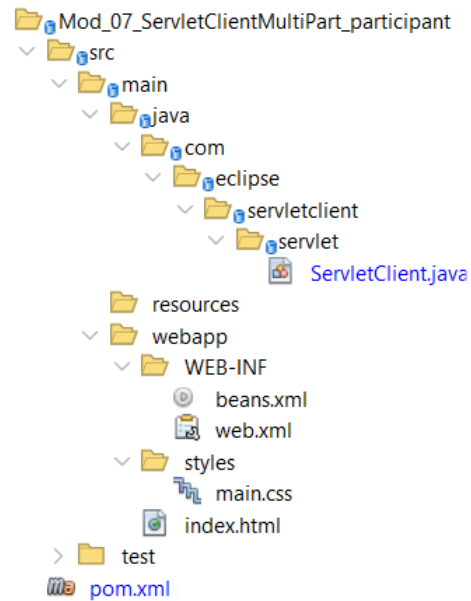 Mod_07_ServletClientMultiPart_participant
src
main
java
com
eclipse
servletclient
servlet
ServletClient.java
resources
webapp
WEB-INF
beans.xml
web.xml
styles
main.css
index.html
test
pom.xml